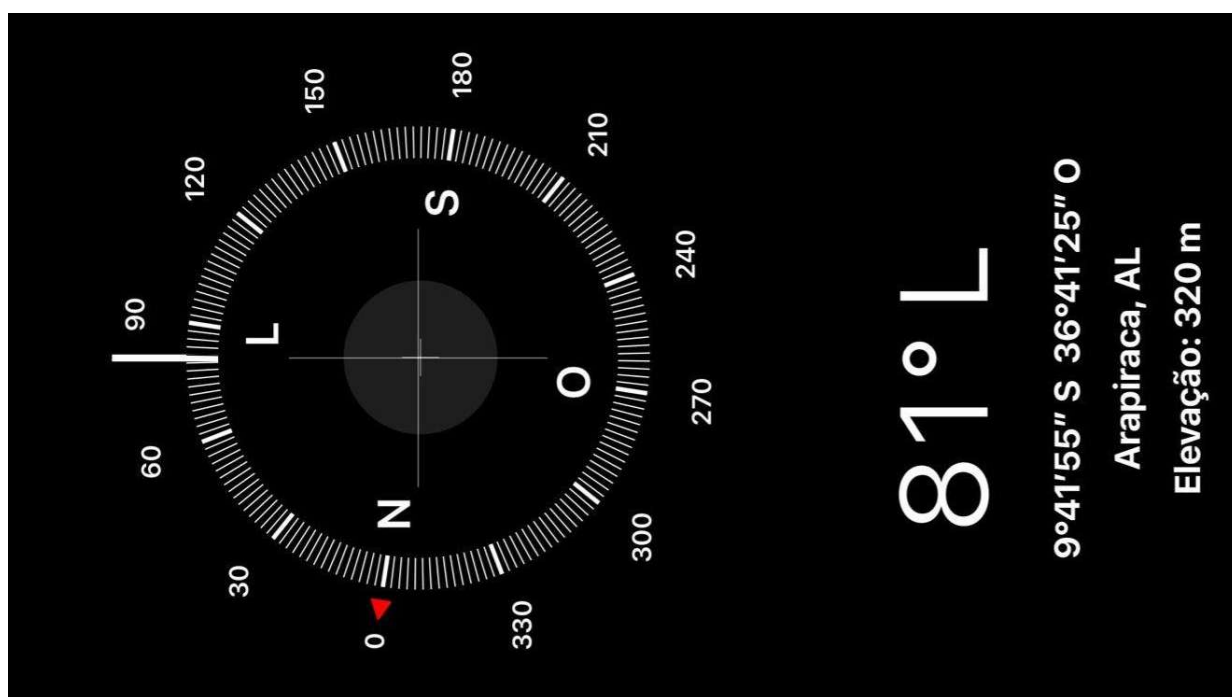 0
30
60
90
120
150
180
210
240
270
300
330
N
L
S
O
81° L
9°41′55″ S  36°41′25″ O
Arapiraca, AL
Elevação: 320 m